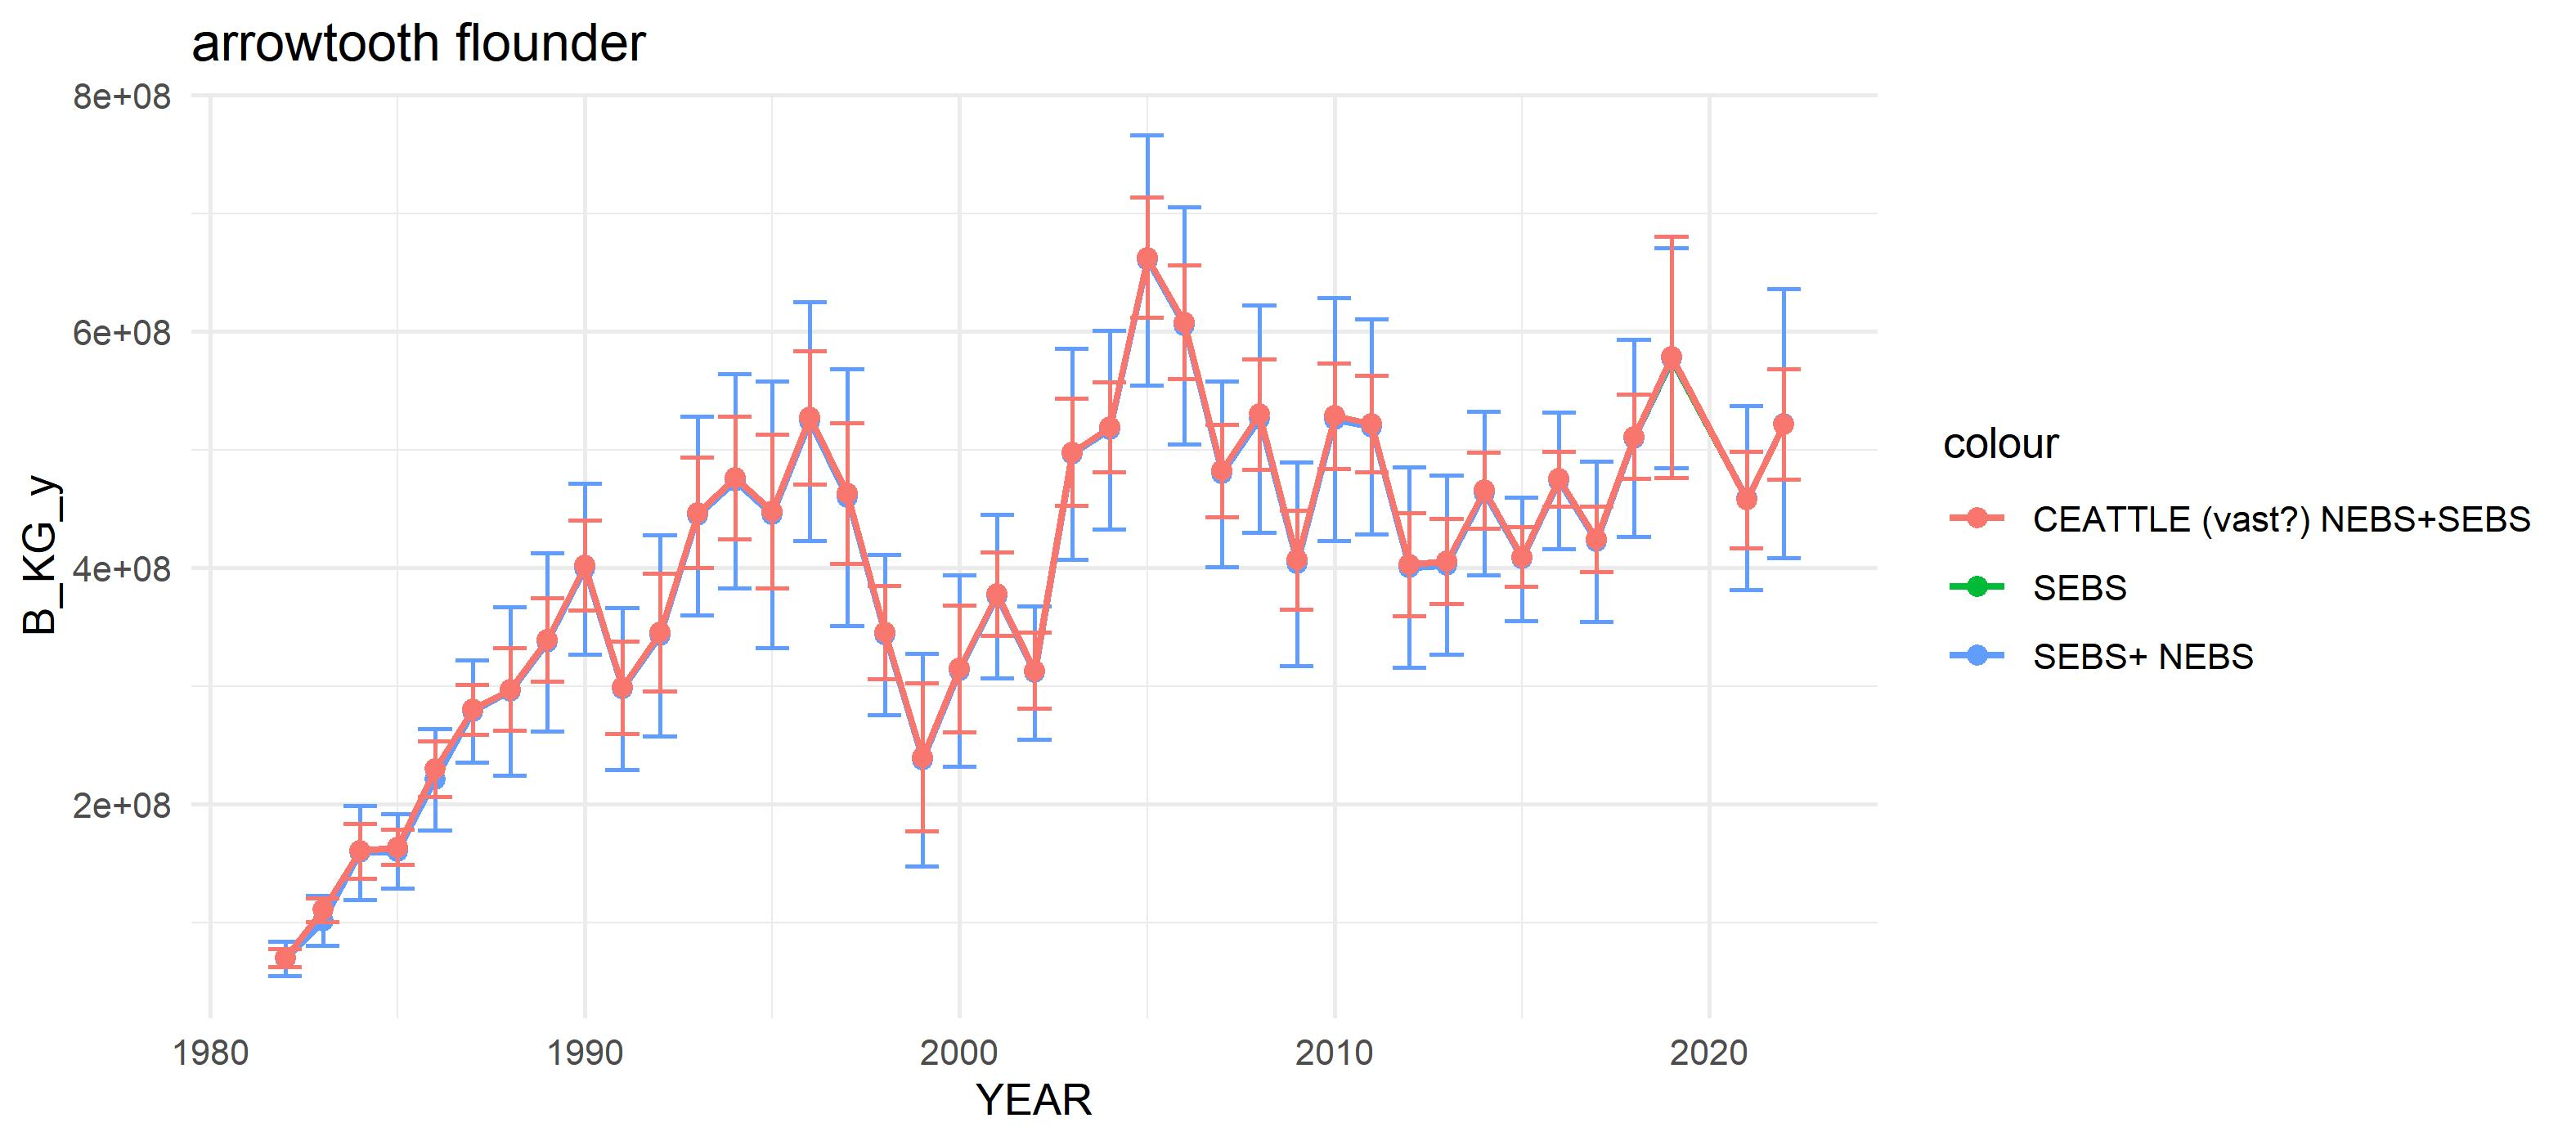 arrowtooth flounder
8e+08
6e+08
4e+08
2e+08
B_KG_y
1980 1990 2000 2010 2020
YEAR
colour
CEATTLE (vast?) NEBS+SEBS
SEBS
SEBS+ NEBS